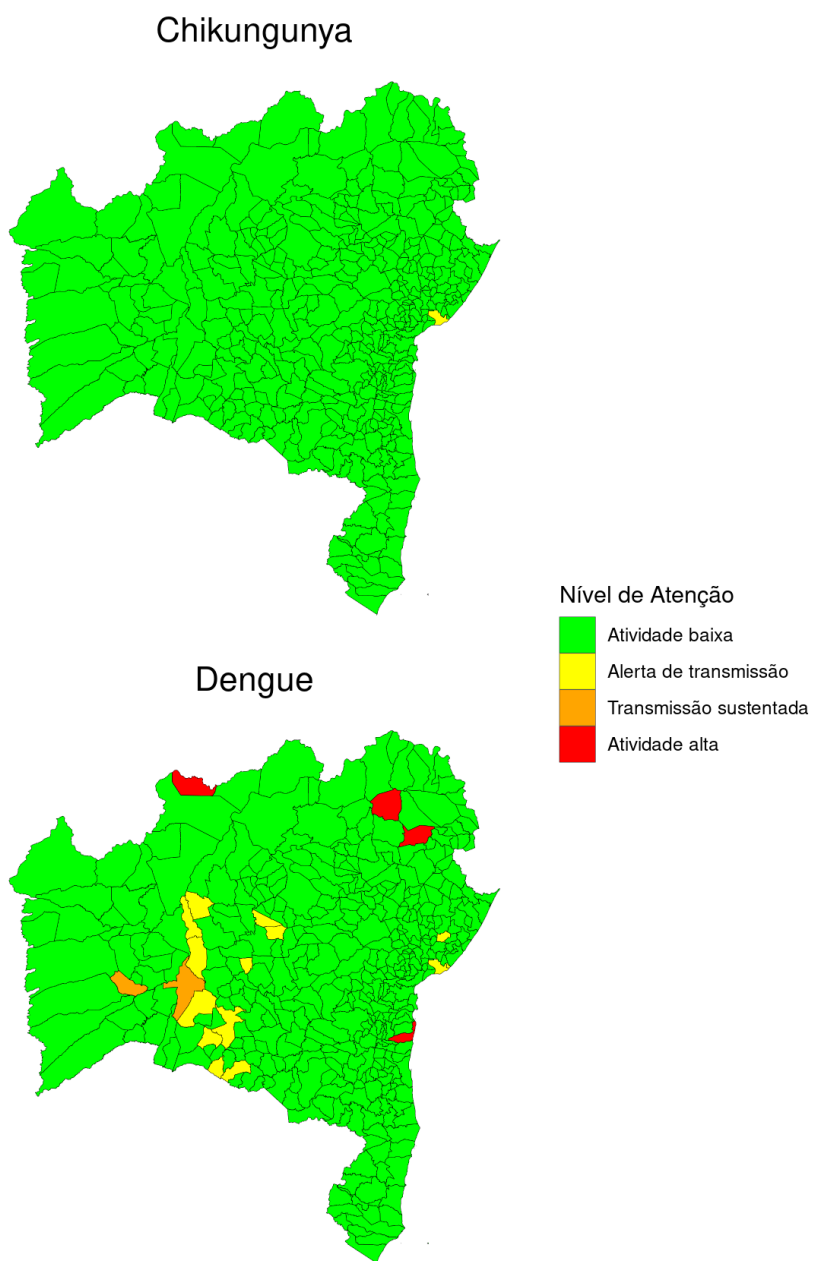 Chikungunya
Nível de Atenção
Atividade baixa
Alerta de transmissão
Transmissão sustentada
Atividade alta
Dengue